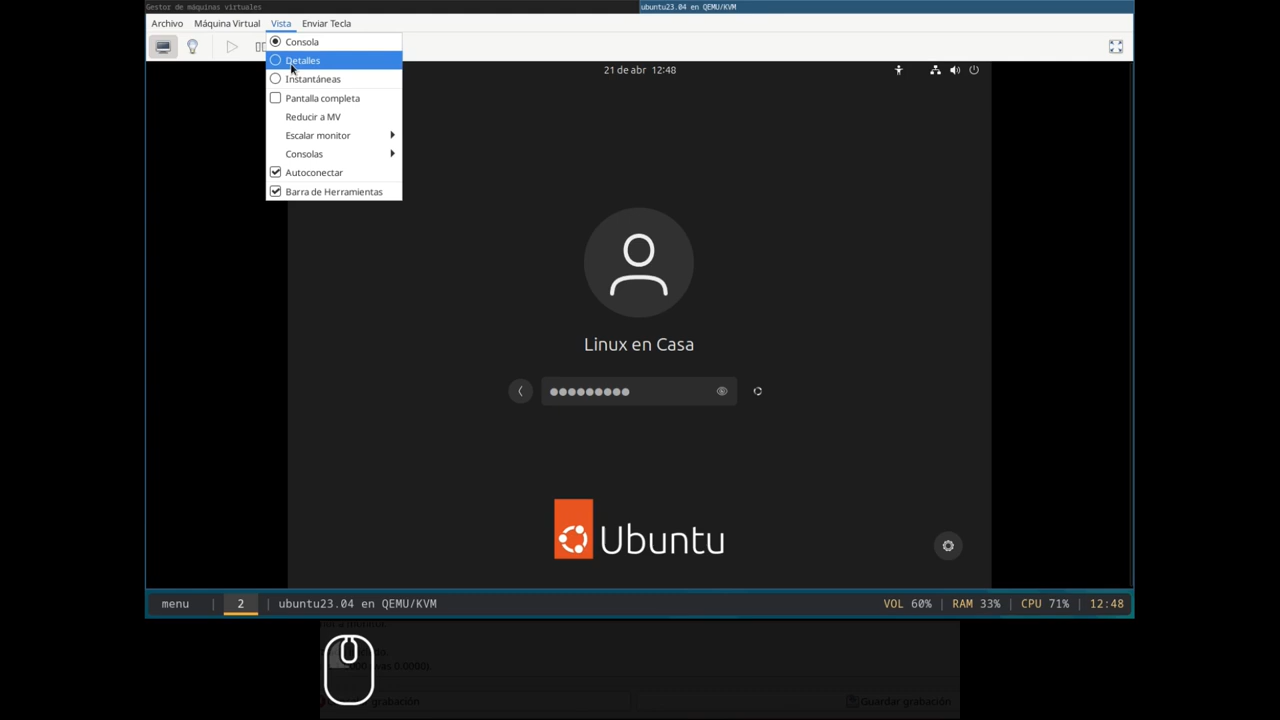 Gestor de máquinas virtuales
ubuntu23.04 en QEMU/KVM
Archivo Máquina Virtual Vista Enviar Tecla
Consola
Detalles
Instantáneas
Pantalla completa
Reducir a MV
Escalar monitor
Consolas
Autoconectar
Barra de Herramientas
21 de abr 12:48
Linux en Casa
Ubuntu
menu | 2 | ubuntu23.04 en QEMU/KVM
VOL 60% | RAM 33% | CPU 71% | 12:48
Guardar grabación